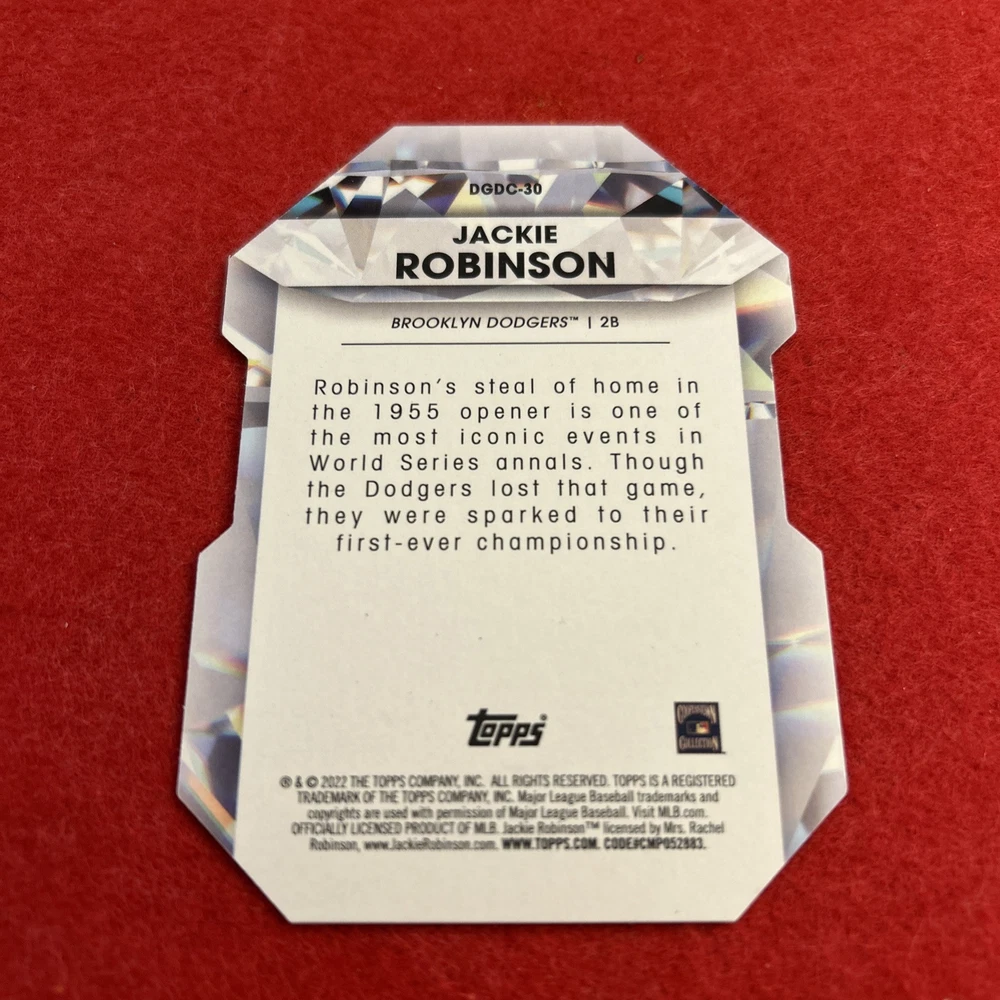 DGDC-30
JACKIE
ROBINSON
BROOKLYN DODGERS™ | 2B
Robinson's steal of home in
the 1955 opener is one of
the most iconic events in
World Series annals. Though
the Dodgers lost that game,
they were sparked to their
first-ever championship.
Topps®
COOPERSTOWN
COLLECTION
® & © 2022 THE TOPPS COMPANY, INC. ALL RIGHTS RESERVED. TOPPS IS A REGISTERED
TRADEMARK OF THE TOPPS COMPANY, INC. Major League Baseball trademarks and
copyrights are used with permission of Major League Baseball. Visit MLB.com.
OFFICIALLY LICENSED PRODUCT OF MLB. Jackie Robinson™ licensed by Mrs. Rachel
Robinson, www.JackieRobinson.com. WWW.TOPPS.COM. CODE#CMP052883.